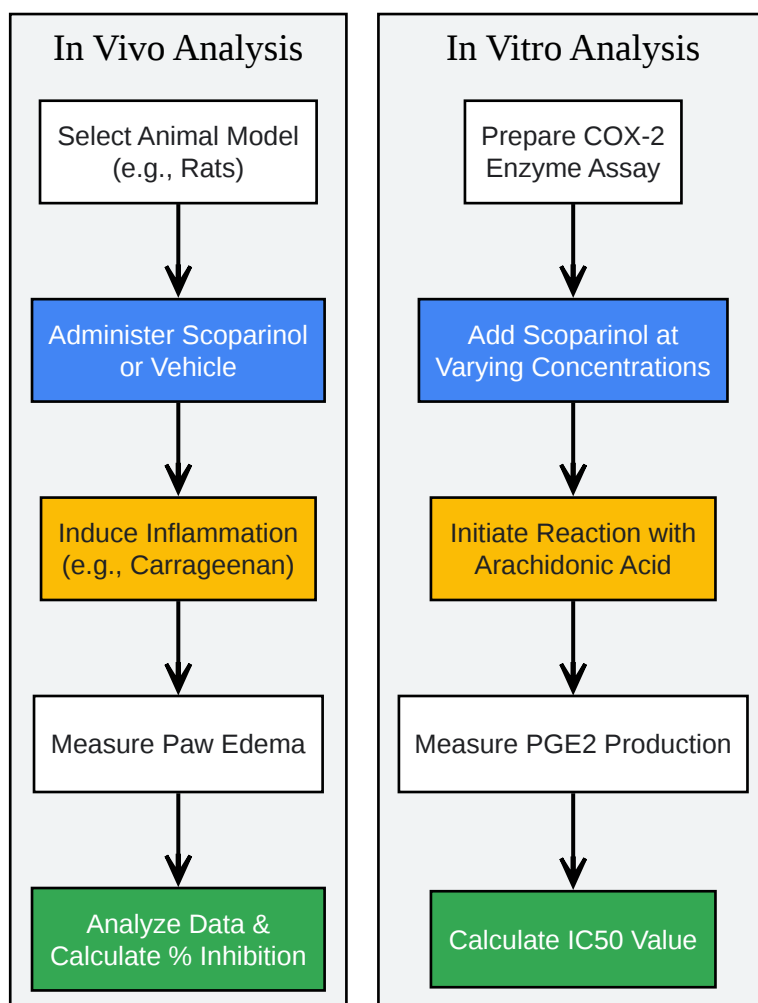 In Vivo Analysis
Select Animal Model
(e.g., Rats)
Administer Scoparinol
or Vehicle
Induce Inflammation
(e.g., Carrageenan)
Measure Paw Edema
Analyze Data &
Calculate % Inhibition
In Vitro Analysis
Prepare COX-2
Enzyme Assay
Add Scoparinol at
Varying Concentrations
Initiate Reaction with
Arachidonic Acid
Measure PGE2 Production
Calculate IC50 Value